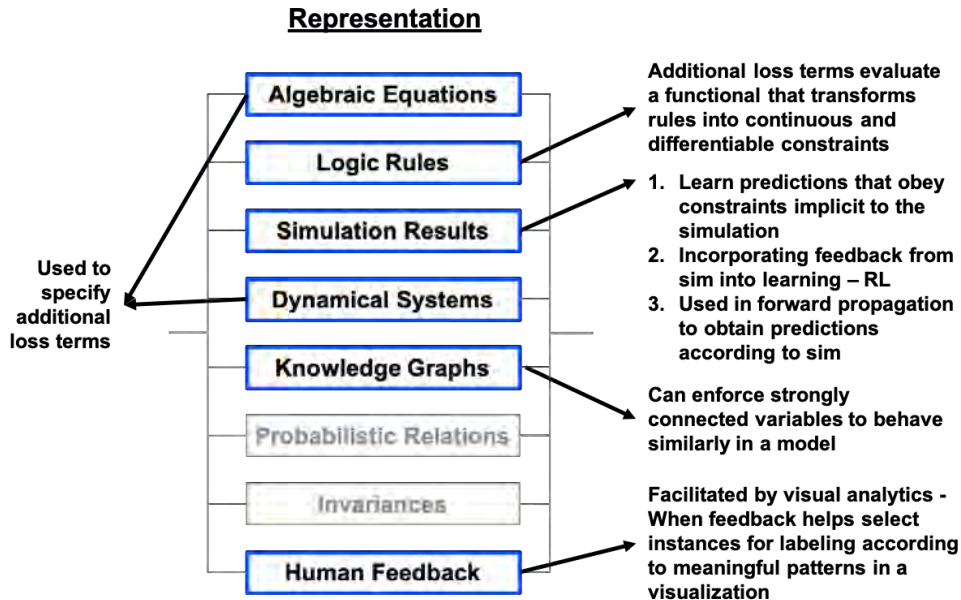 Representation
Algebraic Equations
Logic Rules
Simulation Results
Dynamical Systems
Knowledge Graphs
Probabilistic Relations
Invariances
Human Feedback
Used to
specify
additional
loss terms
Additional loss terms evaluate
a functional that transforms
rules into continuous and
differentiable constraints
1. Learn predictions that obey
constraints implicit to the
simulation
2. Incorporating feedback from
sim into learning – RL
3. Used in forward propagation
to obtain predictions
according to sim
Can enforce strongly
connected variables to behave
similarly in a model
Facilitated by visual analytics -
When feedback helps select
instances for labeling according
to meaningful patterns in a
visualization